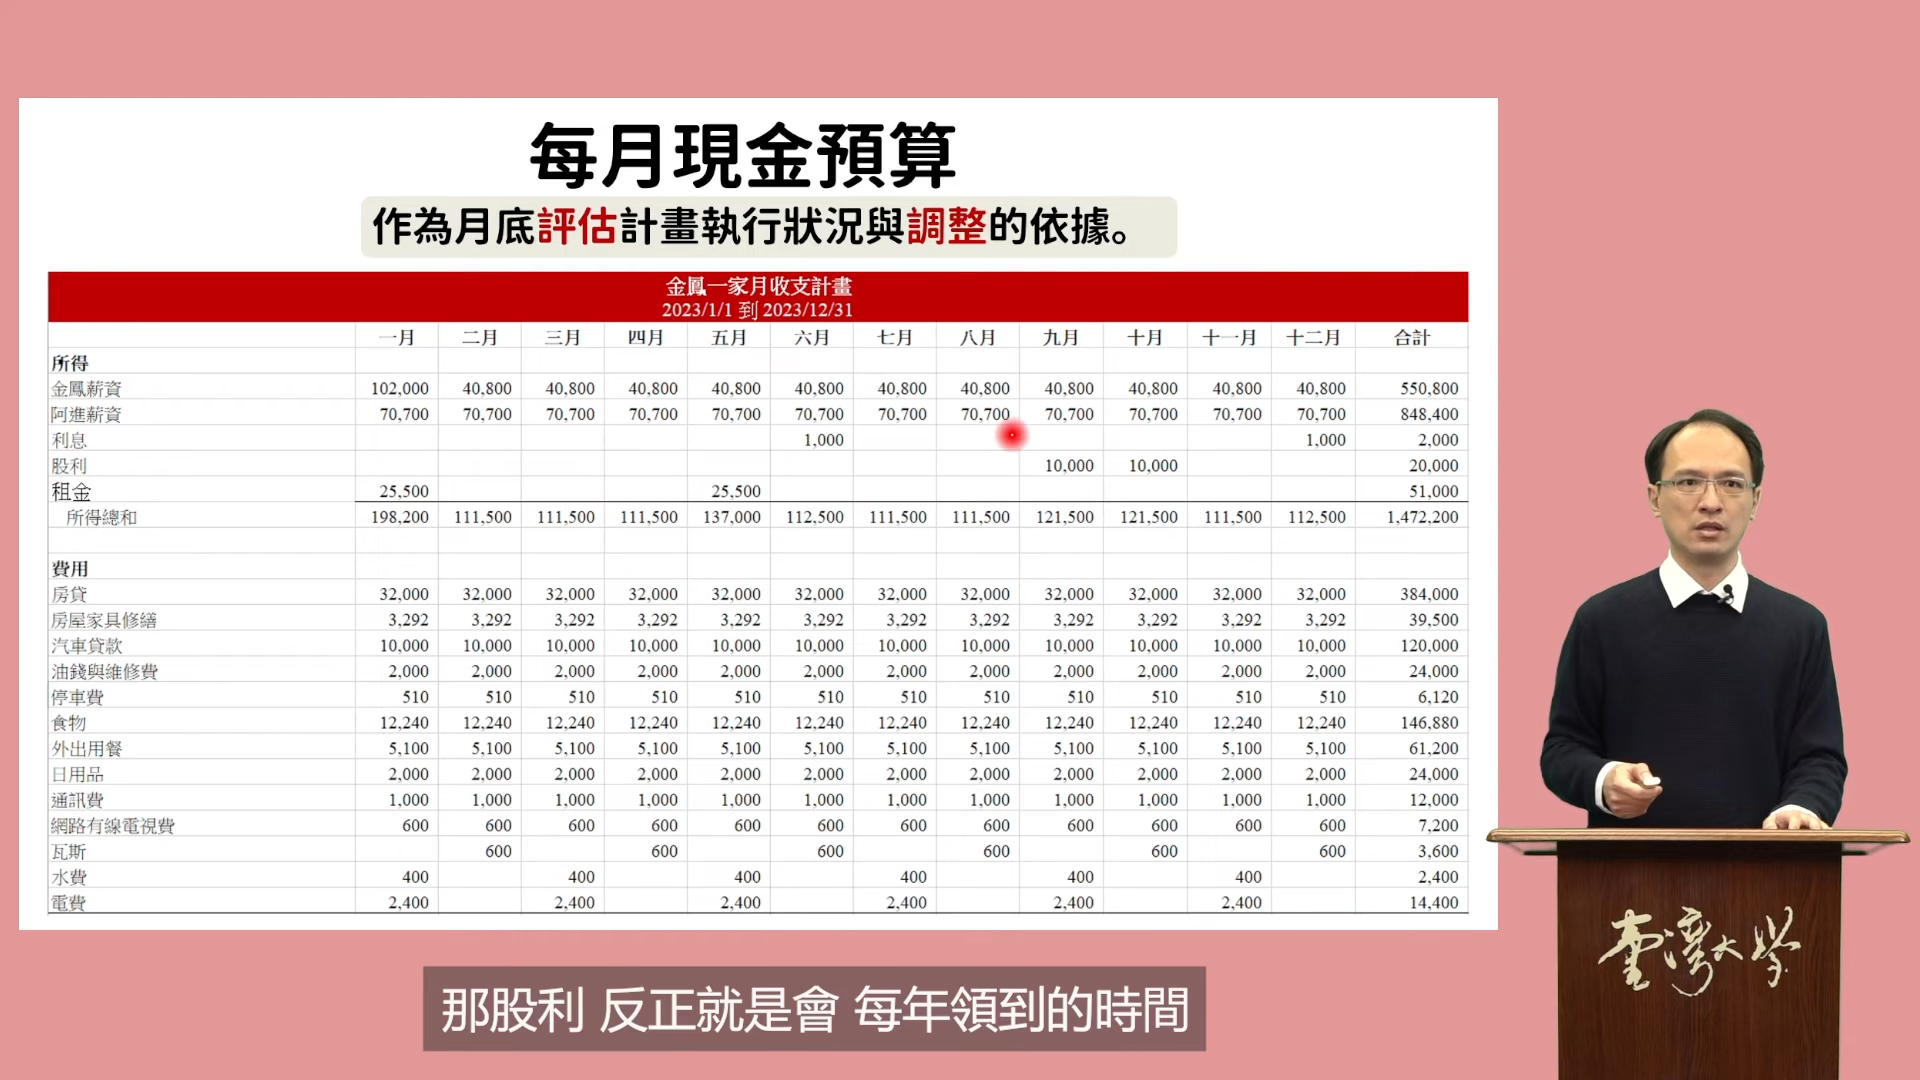 每月現金預算
作為月底評估計畫執行狀況與調整的依據。
金鳳一家月收支計畫
2023/1/1 到 2023/12/31
一月 二月 三月 四月 五月 六月 七月 八月 九月 十月 十一月 十二月 合計
所得
金鳳薪資 102,000 40,800 40,800 40,800 40,800 40,800 40,800 40,800 40,800 40,800 40,800 40,800 550,800
阿進薪資 70,700 70,700 70,700 70,700 70,700 70,700 70,700 70,700 70,700 70,700 70,700 70,700 848,400
利息 1,000 1,000 2,000
股利 10,000 10,000 20,000
租金 25,500 25,500 51,000
所得總和 198,200 111,500 111,500 111,500 137,000 112,500 111,500 111,500 121,500 121,500 111,500 112,500 1,472,200
費用
房貸 32,000 32,000 32,000 32,000 32,000 32,000 32,000 32,000 32,000 32,000 32,000 32,000 384,000
房屋家具修繕 3,292 3,292 3,292 3,292 3,292 3,292 3,292 3,292 3,292 3,292 3,292 3,292 39,500
汽車貸款 10,000 10,000 10,000 10,000 10,000 10,000 10,000 10,000 10,000 10,000 10,000 10,000 120,000
油錢與維修費 2,000 2,000 2,000 2,000 2,000 2,000 2,000 2,000 2,000 2,000 2,000 2,000 24,000
停車費 510 510 510 510 510 510 510 510 510 510 510 510 6,120
食物 12,240 12,240 12,240 12,240 12,240 12,240 12,240 12,240 12,240 12,240 12,240 12,240 146,880
外出用餐 5,100 5,100 5,100 5,100 5,100 5,100 5,100 5,100 5,100 5,100 5,100 5,100 61,200
日用品 2,000 2,000 2,000 2,000 2,000 2,000 2,000 2,000 2,000 2,000 2,000 2,000 24,000
通訊費 1,000 1,000 1,000 1,000 1,000 1,000 1,000 1,000 1,000 1,000 1,000 1,000 12,000
網路有線電視費 600 600 600 600 600 600 600 600 600 600 600 600 7,200
瓦斯 600 600 600 600 600 600 3,600
水費 400 400 400 400 400 400 2,400
電費 2,400 2,400 2,400 2,400 2,400 2,400 14,400
臺灣大學
那股利 反正就是會 每年領到的時間